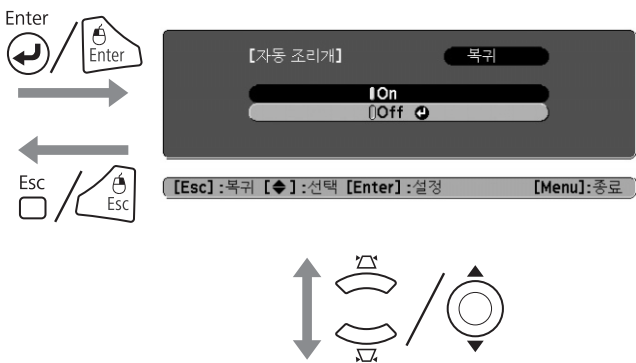 Enter
Enter
[자동 조리개] 복귀
On
Off
Esc
Esc
[Esc] :복귀 [◆] :선택 [Enter] :설정 [Menu]:종료